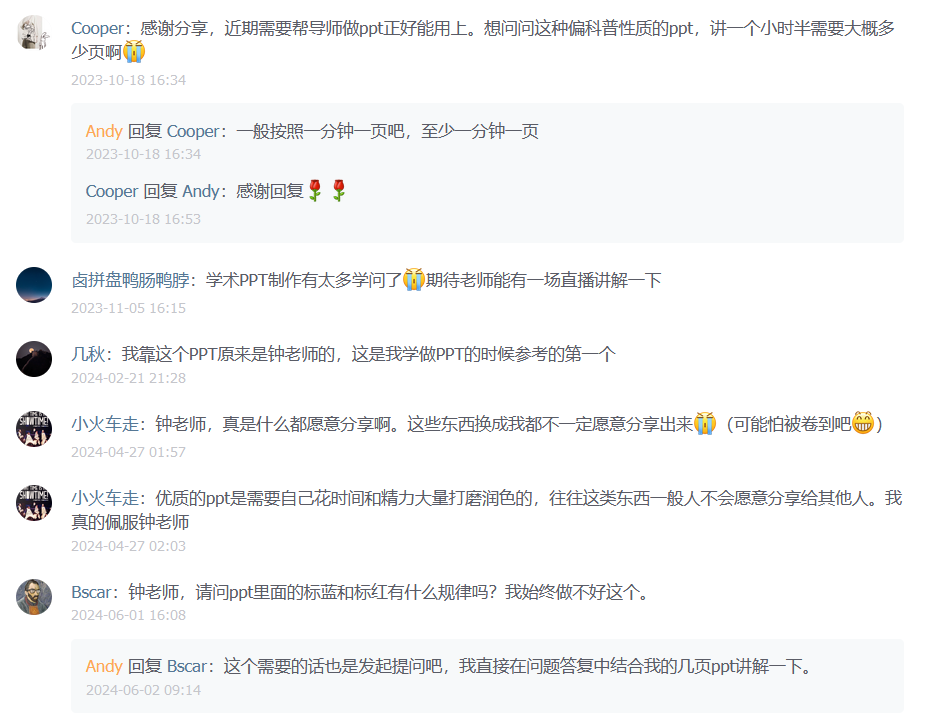 Cooper：感谢分享，近期需要帮导师做ppt正好能用上。想问问这种偏科普性质的ppt，讲一个小时半需要大概多
少页啊😭
2023-10-18 16:34
Andy 回复 Cooper：一般按照一分钟一页吧，至少一分钟一页
2023-10-18 16:34
Cooper 回复 Andy：感谢回复🌹🌹
2023-10-18 16:53
卤拼盘鸭肠鸭脖：学术PPT制作有太多学问了😭期待老师能有一场直播讲解一下
2023-11-05 16:15
几秋：我靠这个PPT原来是钟老师的，这是我学做PPT的时候参考的第一个
2024-02-21 21:28
小火车走：钟老师，真是什么都愿意分享啊。这些东西换成我都不一定愿意分享出来😭（可能怕被卷到吧😁）
2024-04-27 01:57
小火车走：优质的ppt是需要自己花时间和精力大量打磨润色的，往往这类东西一般人不会愿意分享给其他人。我
真的佩服钟老师
2024-04-27 02:03
Bscar：钟老师，请问ppt里面的标蓝和标红有什么规律吗？我始终做不好这个。
2024-06-01 16:08
Andy 回复 Bscar：这个需要的话也是发起提问吧，我直接在问题答复中结合我的几页ppt讲解一下。
2024-06-02 09:14